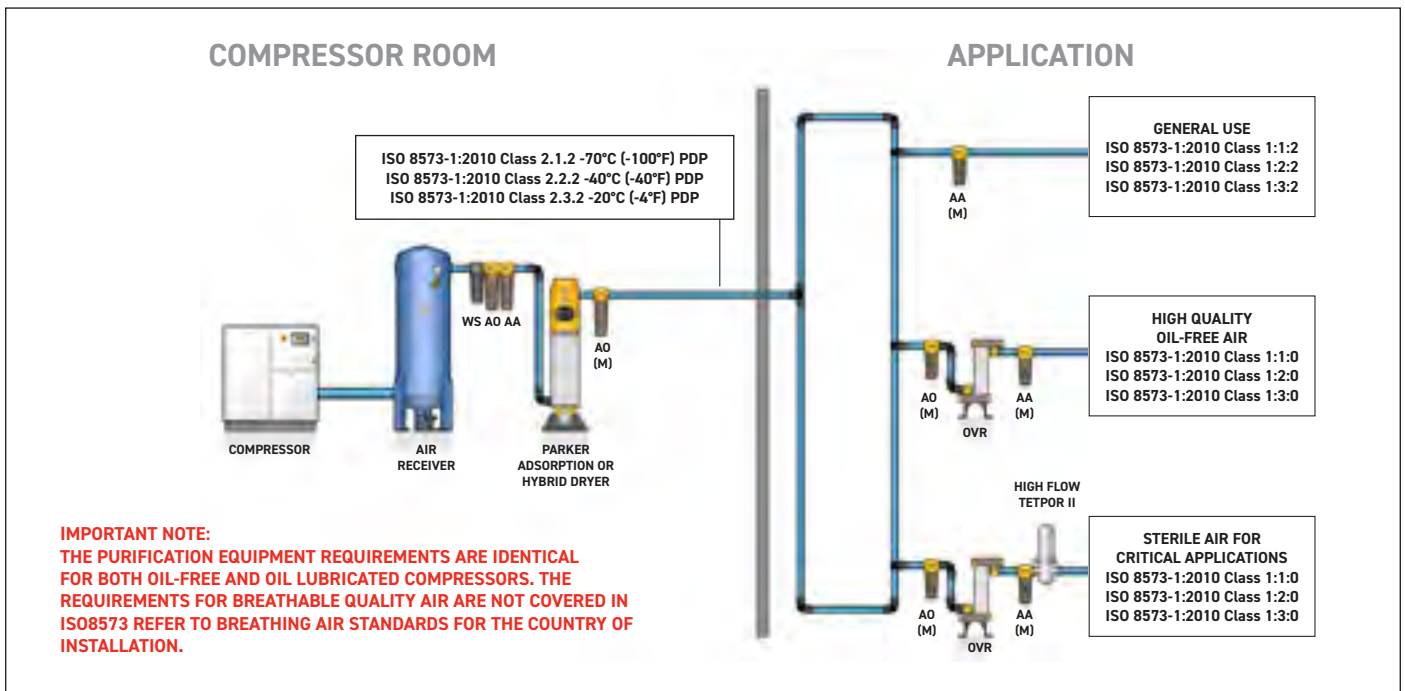 COMPRESSOR ROOM
APPLICATION
ISO 8573-1:2010 Class 2.1.2 -70°C (-100°F) PDP
ISO 8573-1:2010 Class 2.2.2 -40°C (-40°F) PDP
ISO 8573-1:2010 Class 2.3.2 -20°C (-4°F) PDP
WS AO AA
AO
(M)
COMPRESSOR
AIR
RECEIVER
PARKER
ADSORPTION OR
HYBRID DRYER
AA
(M)
GENERAL USE
ISO 8573-1:2010 Class 1:1:2
ISO 8573-1:2010 Class 1:2:2
ISO 8573-1:2010 Class 1:3:2
AO
(M)
OVR
AA
(M)
HIGH QUALITY
OIL-FREE AIR
ISO 8573-1:2010 Class 1:1:0
ISO 8573-1:2010 Class 1:2:0
ISO 8573-1:2010 Class 1:3:0
HIGH FLOW
TETPOR II
AO
(M)
OVR
AA
(M)
STERILE AIR FOR
CRITICAL APPLICATIONS
ISO 8573-1:2010 Class 1:1:0
ISO 8573-1:2010 Class 1:2:0
ISO 8573-1:2010 Class 1:3:0
IMPORTANT NOTE:
THE PURIFICATION EQUIPMENT REQUIREMENTS ARE IDENTICAL
FOR BOTH OIL-FREE AND OIL LUBRICATED COMPRESSORS. THE
REQUIREMENTS FOR BREATHABLE QUALITY AIR ARE NOT COVERED IN
ISO8573 REFER TO BREATHING AIR STANDARDS FOR THE COUNTRY OF
INSTALLATION.